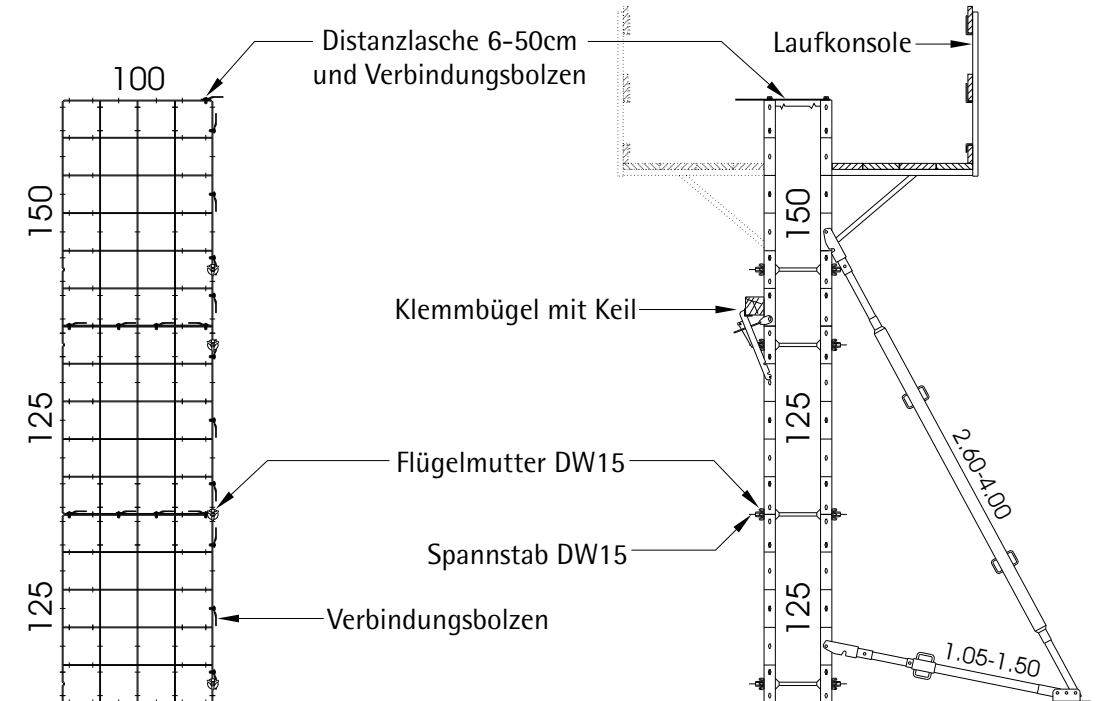 Distanzlasche 6-50cm
und Verbindungsbolzen
Laufkonsole
100
150
150
Klemmbügel mit Keil
125
125
2.60-4.00
Flügelmutter DW15
Spannstab DW15
125
125
Verbindungsbolzen
1.05-1.50